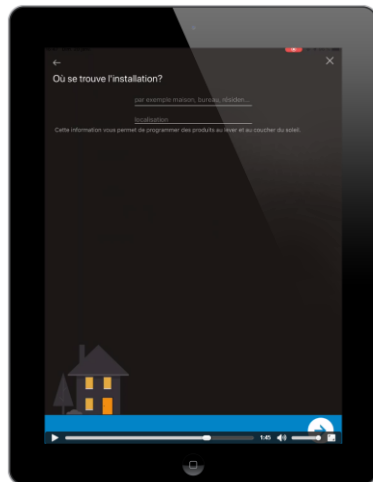 Où se trouve l'installation?
par exemple maison, bureau, résiden...
localisation
Cette information vous permet de programmer des produits au lever et au coucher du soleil.
1:45